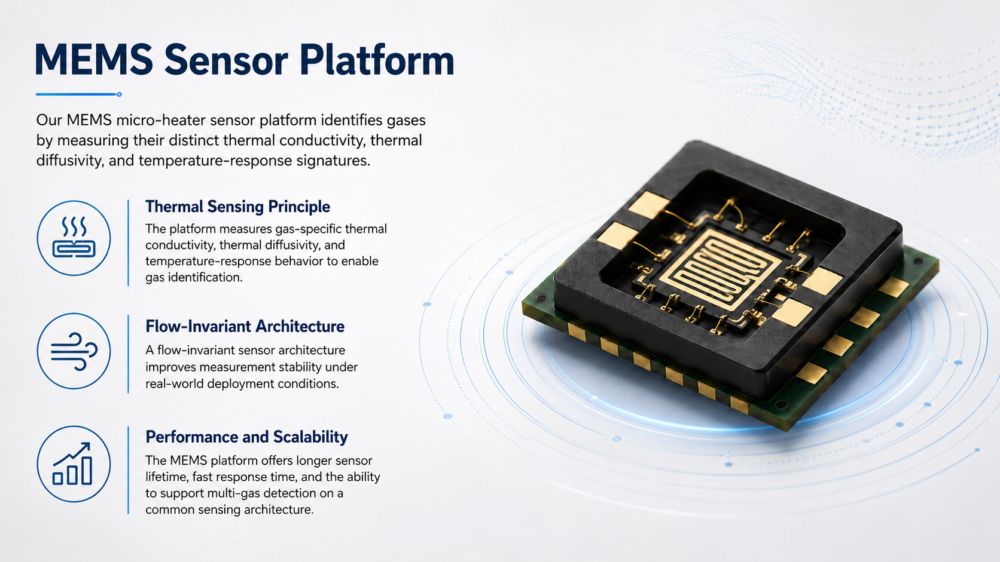 MEMS Sensor Platform
Our MEMS micro-heater sensor platform identifies gases
by measuring their distinct thermal conductivity, thermal
diffusivity, and temperature-response signatures.
Thermal Sensing Principle
The platform measures gas-specific thermal
conductivity, thermal diffusivity, and
temperature-response behavior to enable
gas identification.
Flow-Invariant Architecture
A flow-invariant sensor architecture
improves measurement stability under
real-world deployment conditions.
Performance and Scalability
The MEMS platform offers longer sensor
lifetime, fast response time, and the ability
to support multi-gas detection on a
common sensing architecture.